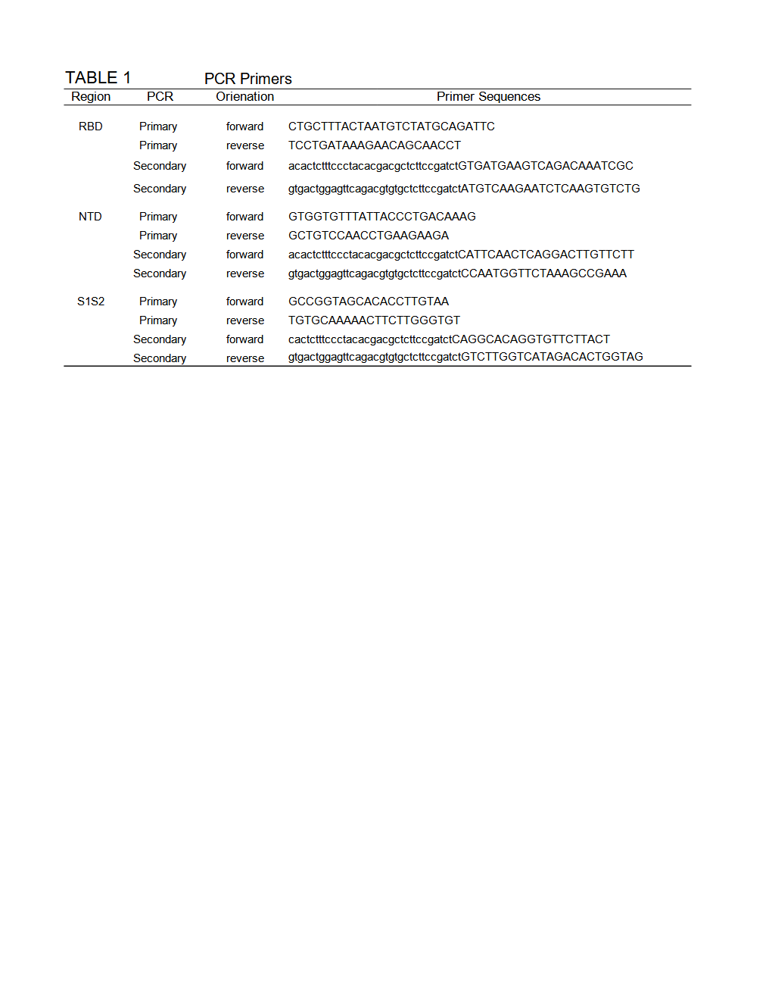 TABLE 1 PCR Primers
Region PCR Orienation Primer Sequences
RBD Primary forward CTGCTTTACTAATGTCTATGCAGATTC
Primary reverse TCCTGATAAAGAACAGCAACCT
Secondary forward acactctttccctacacgacgctcttccgatctGTGATGAAGTCAGACAAATCGC
Secondary reverse gtgactggagttcagacgtgtgctcttccgatctATGTCAAGAATCTCAAGTGTCTG
NTD Primary forward GTGGTGTTTATTACCCTGACAAAG
Primary reverse GCTGTCCAACCTGAAGAAGA
Secondary forward acactctttccctacacgacgctcttccgatctCATTCAACTCAGGACTTGTTCTT
Secondary reverse gtgactggagttcagacgtgtgctcttccgatctCCAATGGTTCTAAAGCCGAAA
S1S2 Primary forward GCCGGTAGCACACCTTGTAA
Primary reverse TGTGCAAAAACTTCTTGGGTGT
Secondary forward cactctttccctacacgacgctcttccgatctCAGGCACAGGTGTTCTTACT
Secondary reverse gtgactggagttcagacgtgtgctcttccgatctGTCTTGGTCATAGACACTGGTAG